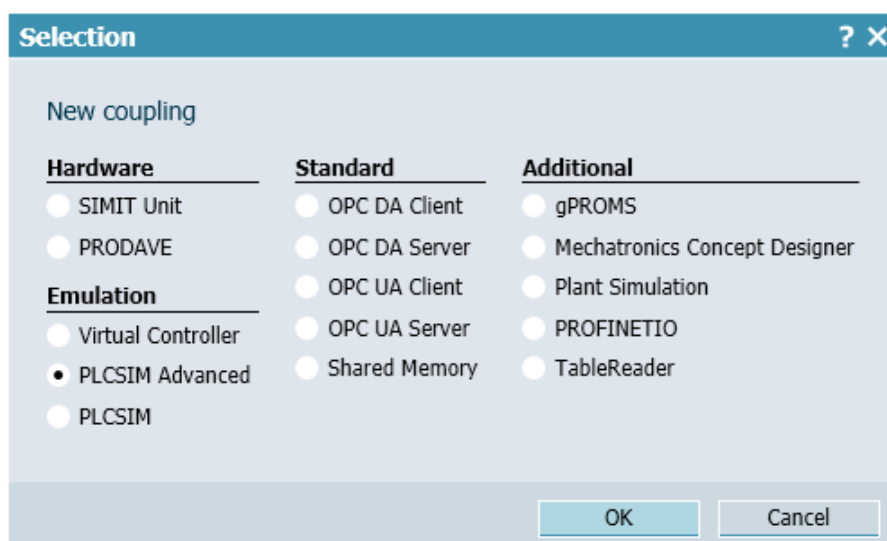 Selection ? ×
New coupling
Hardware
SIMIT Unit
PRODAVE
Emulation
Virtual Controller
PLCSIM Advanced
PLCSIM
Standard
OPC DA Client
OPC DA Server
OPC UA Client
OPC UA Server
Shared Memory
Additional
gPROMS
Mechatronics Concept Designer
Plant Simulation
PROFINETIO
TableReader
OK
Cancel